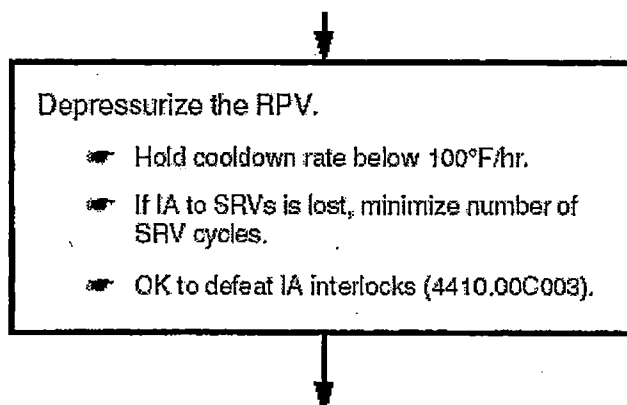 Depressurize the RPV.
☛ Hold cooldown rate below 100°F/hr.
☛ If IA to SRVs is lost, minimize number of
SRV cycles.
☛ OK to defeat IA interlocks (4410.00C003).